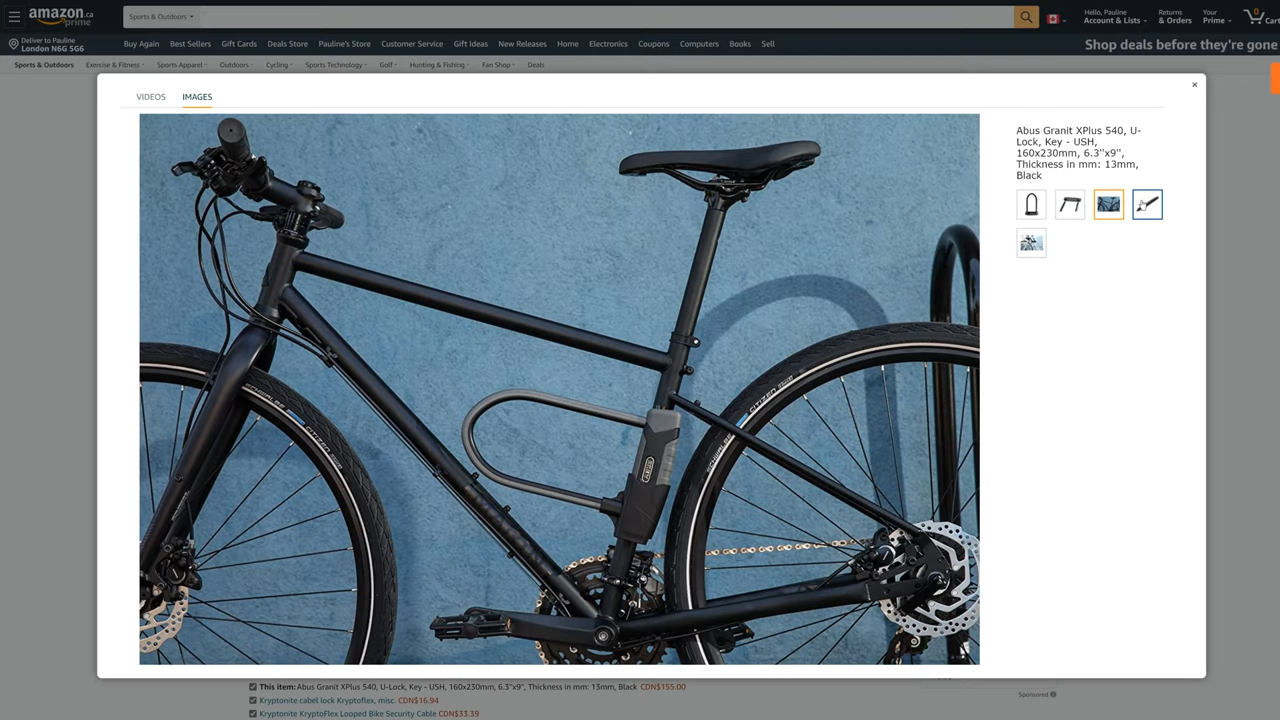 amazon.ca
prime
Sports & Outdoors
Hello, Pauline
Account & Lists
Returns
& Orders
Your
Prime
0
Cart
Deliver to Pauline
London N6G 5G6
Buy Again
Best Sellers
Gift Cards
Deals Store
Pauline's Store
Customer Service
Gift Ideas
New Releases
Home
Electronics
Coupons
Computers
Books
Sell
Shop deals before they're gone
Sports & Outdoors
Exercise & Fitness
Sports Apparel
Outdoors
Cycling
Sports Technology
Golf
Hunting & Fishing
Fan Shop
Deals
×
VIDEOS
IMAGES
Abus Granit XPlus 540, U-
Lock, Key - USH,
160x230mm, 6.3''x9'',
Thickness in mm: 13mm,
Black
SCHWALBE
CITIZEN
ABUS
SCHWALBE
CITIZEN
This item: Abus Granit XPlus 540, U-Lock, Key - USH, 160x230mm, 6.3''x9'', Thickness in mm: 13mm, Black CDN$155.00
Kryptonite cabel lock Kryptoflex, misc. CDN$16.94
Kryptonite KryptoFlex Looped Bike Security Cable CDN$33.39
Sponsored